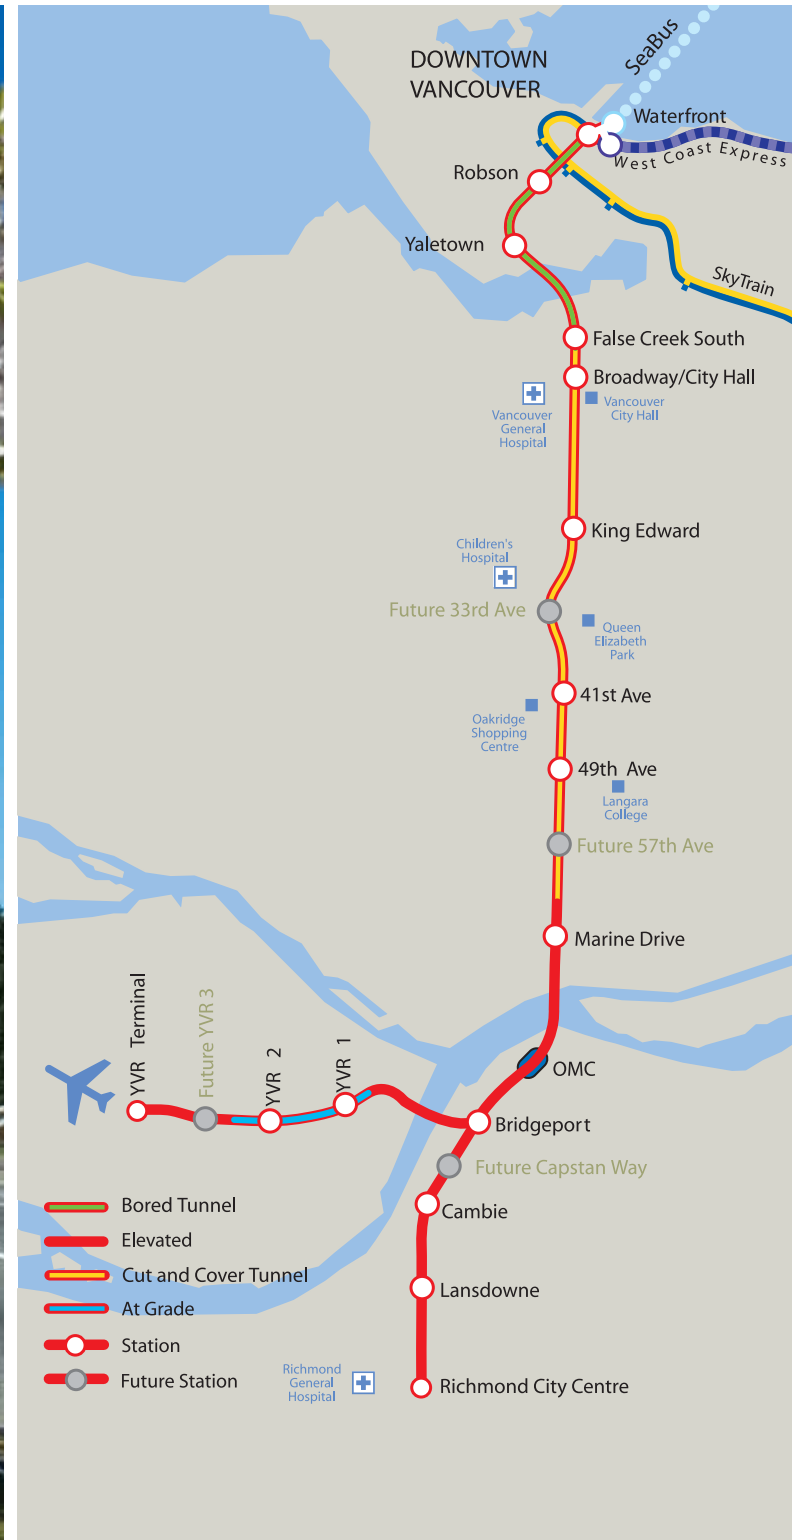 DOWNTOWN
VANCOUVER
SeaBus
Waterfront
West Coast Express
Robson
Yaletown
SkyTrain
False Creek South
Broadway/City Hall
Vancouver
General
Hospital
Vancouver
City Hall
King Edward
Children's
Hospital
Future 33rd Ave
Queen
Elizabeth
Park
41st Ave
Oakridge
Shopping
Centre
49th Ave
Langara
College
Future 57th Ave
Marine Drive
YVR Terminal
Future YVR 3
YVR 2
YVR 1
OMC
Bridgeport
Future Capstan Way
Cambie
Lansdowne
Richmond City Centre
Richmond
General
Hospital
Bored Tunnel
Elevated
Cut and Cover Tunnel
At Grade
Station
Future Station